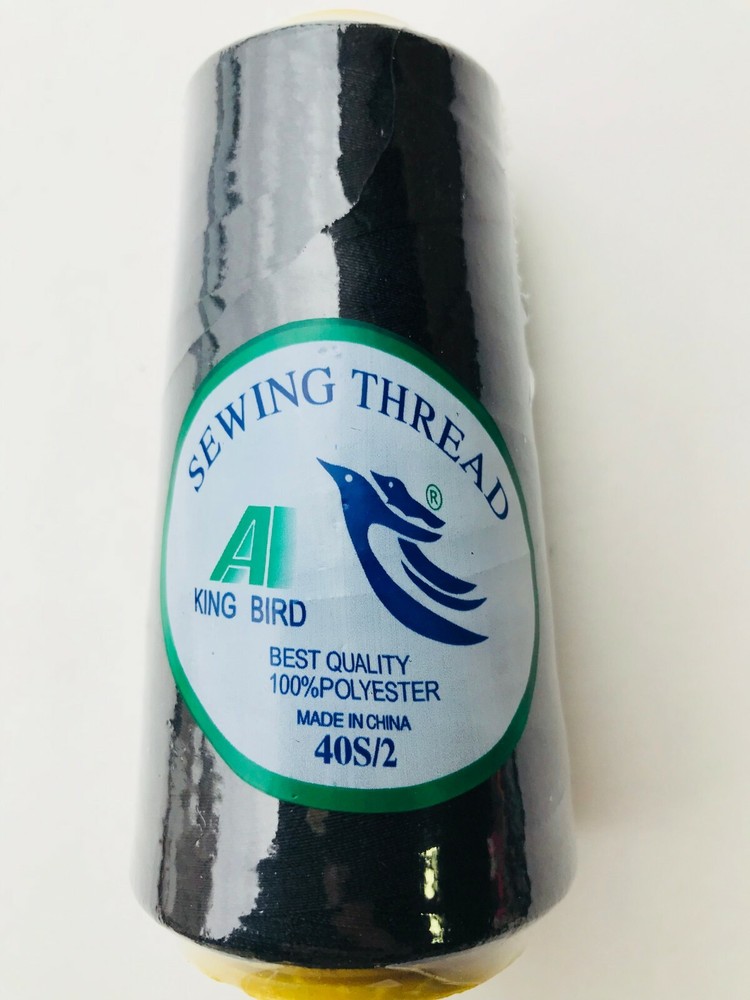 SEWING THREAD
®
AI
KING BIRD
BEST QUALITY
100%POLYESTER
MADE IN CHINA
40S/2